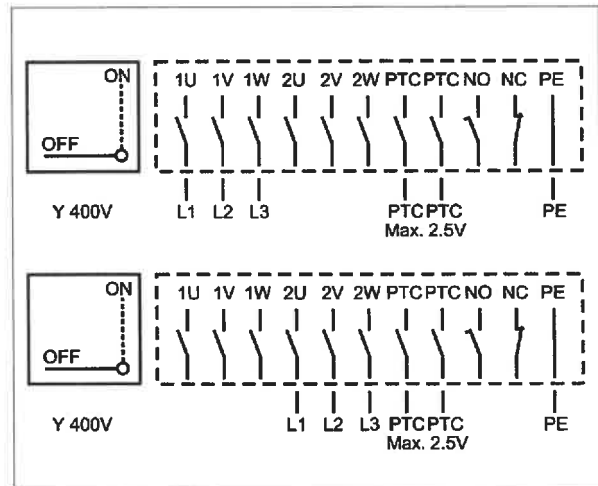 ON
1U 1V 1W 2U 2V 2W PTC PTC NO NC PE
OFF
Y 400V
L1 L2 L3 PTC PTC PE
Max. 2.5V
ON
1U 1V 1W 2U 2V 2W PTC PTC NO NC PE
OFF
Y 400V
L1 L2 L3 PTC PTC PE
Max. 2.5V